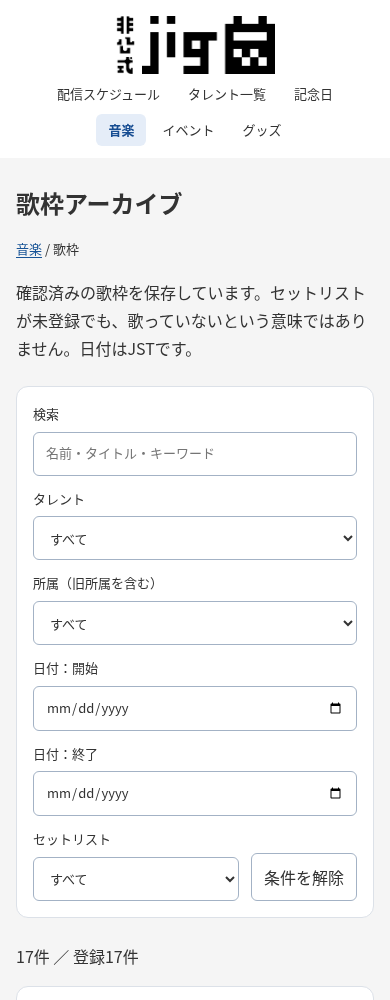 非公式 jig
配信スケジュール タレント一覧 記念日
音楽 イベント グッズ
歌枠アーカイブ
音楽 / 歌枠
確認済みの歌枠を保存しています。セットリスト
が未登録でも、歌っていないという意味ではあり
ません。日付はJSTです。
検索
名前・タイトル・キーワード
タレント
すべて
所属（旧所属を含む）
すべて
日付：開始
mm/dd/yyyy
日付：終了
mm/dd/yyyy
セットリスト
すべて 条件を解除
17件 ／ 登録17件